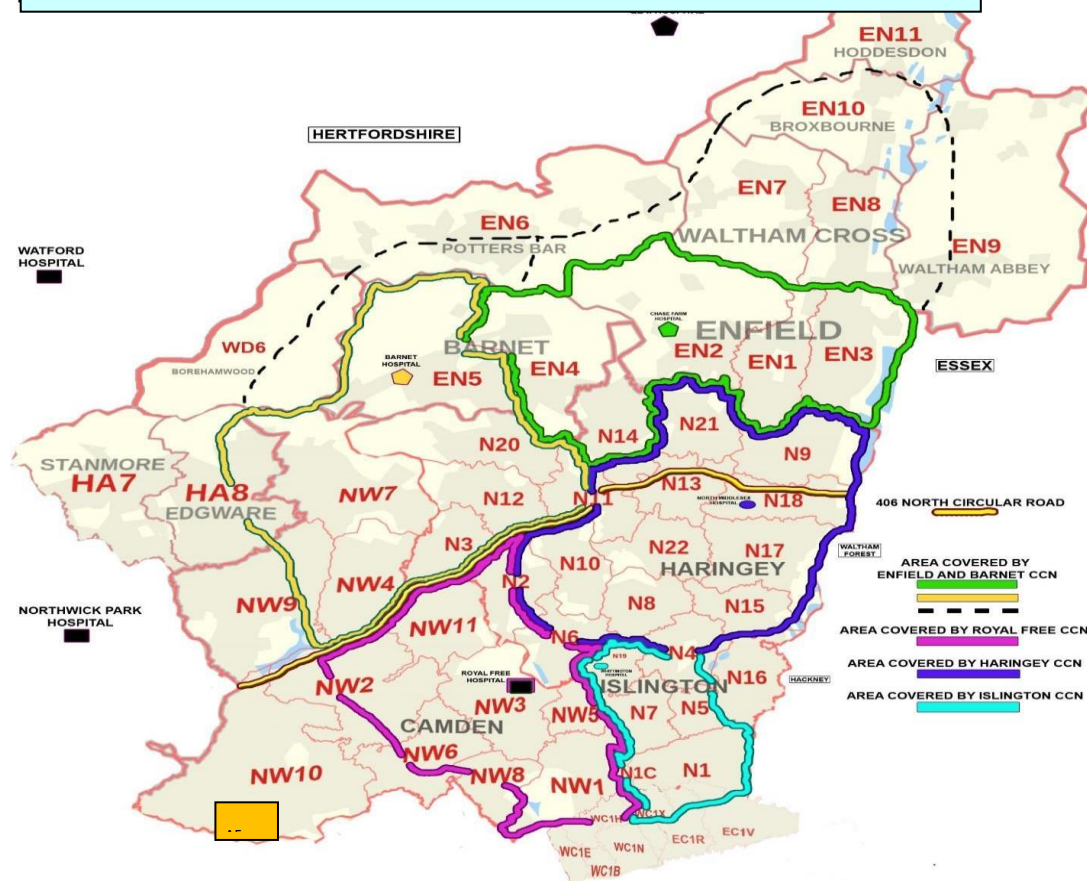 EN11
HODDESDON
EN10
BROXBOURNE
HERTFORDSHIRE
EN7
EN8
EN6
POTTERS BAR
WALTHAM CROSS
EN9
WALTHAM ABBEY
WATFORD
HOSPITAL
CHASE FARM
HOSPITAL
ENFIELD
WD6
BOREHAMWOOD
BARNET
BARNET
HOSPITAL
EN5
EN4
EN2
EN1
EN3
ESSEX
N14
N21
N20
N9
STANMORE
HA7
HA8
EDGWARE
NW7
N12
N11
N13
NORTH MIDDLESEX
HOSPITAL
N18
406 NORTH CIRCULAR ROAD
N3
N22
N17
HARINGEY
WALTHAM
FOREST
N10
NW4
N2
NW9
AREA COVERED BY
ENFIELD AND BARNET CCN
NORTHWICK PARK
HOSPITAL
NW11
N8
N15
AREA COVERED BY ROYAL FREE CCN
N6
N19
WHITTINGTON
HOSPITAL
N4
N16
HACKNEY
AREA COVERED BY HARINGEY CCN
ROYAL FREE
HOSPITAL
ISLINGTON
NW2
NW3
NW5
N7
N5
AREA COVERED BY ISLINGTON CCN
CAMDEN
NW6
NW10
NW8
NW1
N1C
N1
WC1H
WC1X
EC1R
EC1V
WC1E
WC1N
WC1B